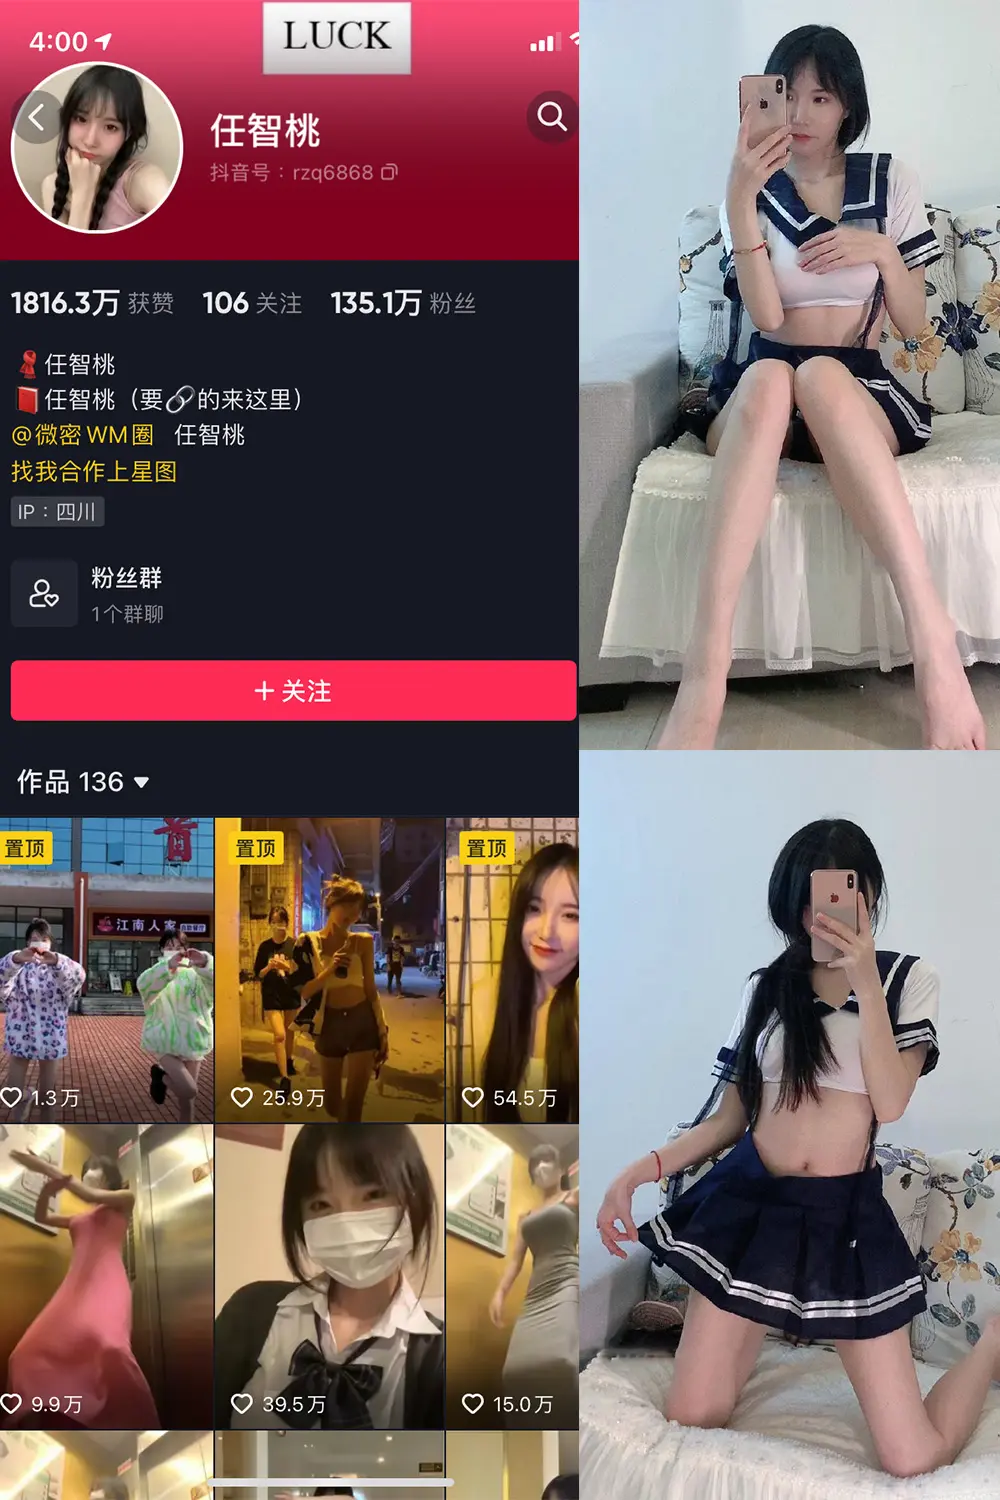 LUCK
4:00
任智桃
抖音号：rzq6868
1816.3万 获赞 106 关注 135.1万 粉丝
任智桃
任智桃（要🔗的来这里）
@微密WM圈 任智桃
找我合作上星图
IP：四川
粉丝群
1个群聊
+ 关注
作品 136
置顶 置顶 置顶
江南人家
1.3万 25.9万 54.5万
9.9万 39.5万 15.0万